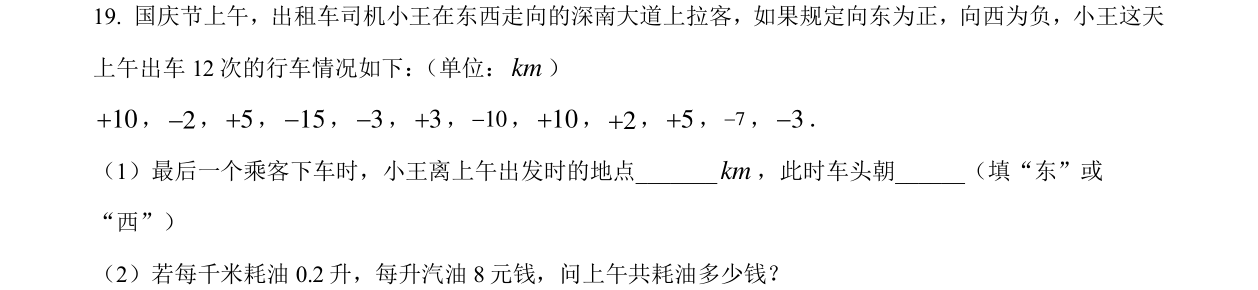 19. 国庆节上午，出租车司机小王在东西走向的深南大道上拉客，如果规定向东为正，向西为负，小王这天
上午出车 12 次的行车情况如下：（单位： km ）
+10，−2，+5，−15，−3，+3，−10，+10，+2，+5，−7，−3．
（1）最后一个乘客下车时，小王离上午出发时的地点_______km，此时车头朝______（填“东”或
“西”）
（2）若每千米耗油 0.2 升，每升汽油 8 元钱，问上午共耗油多少钱？